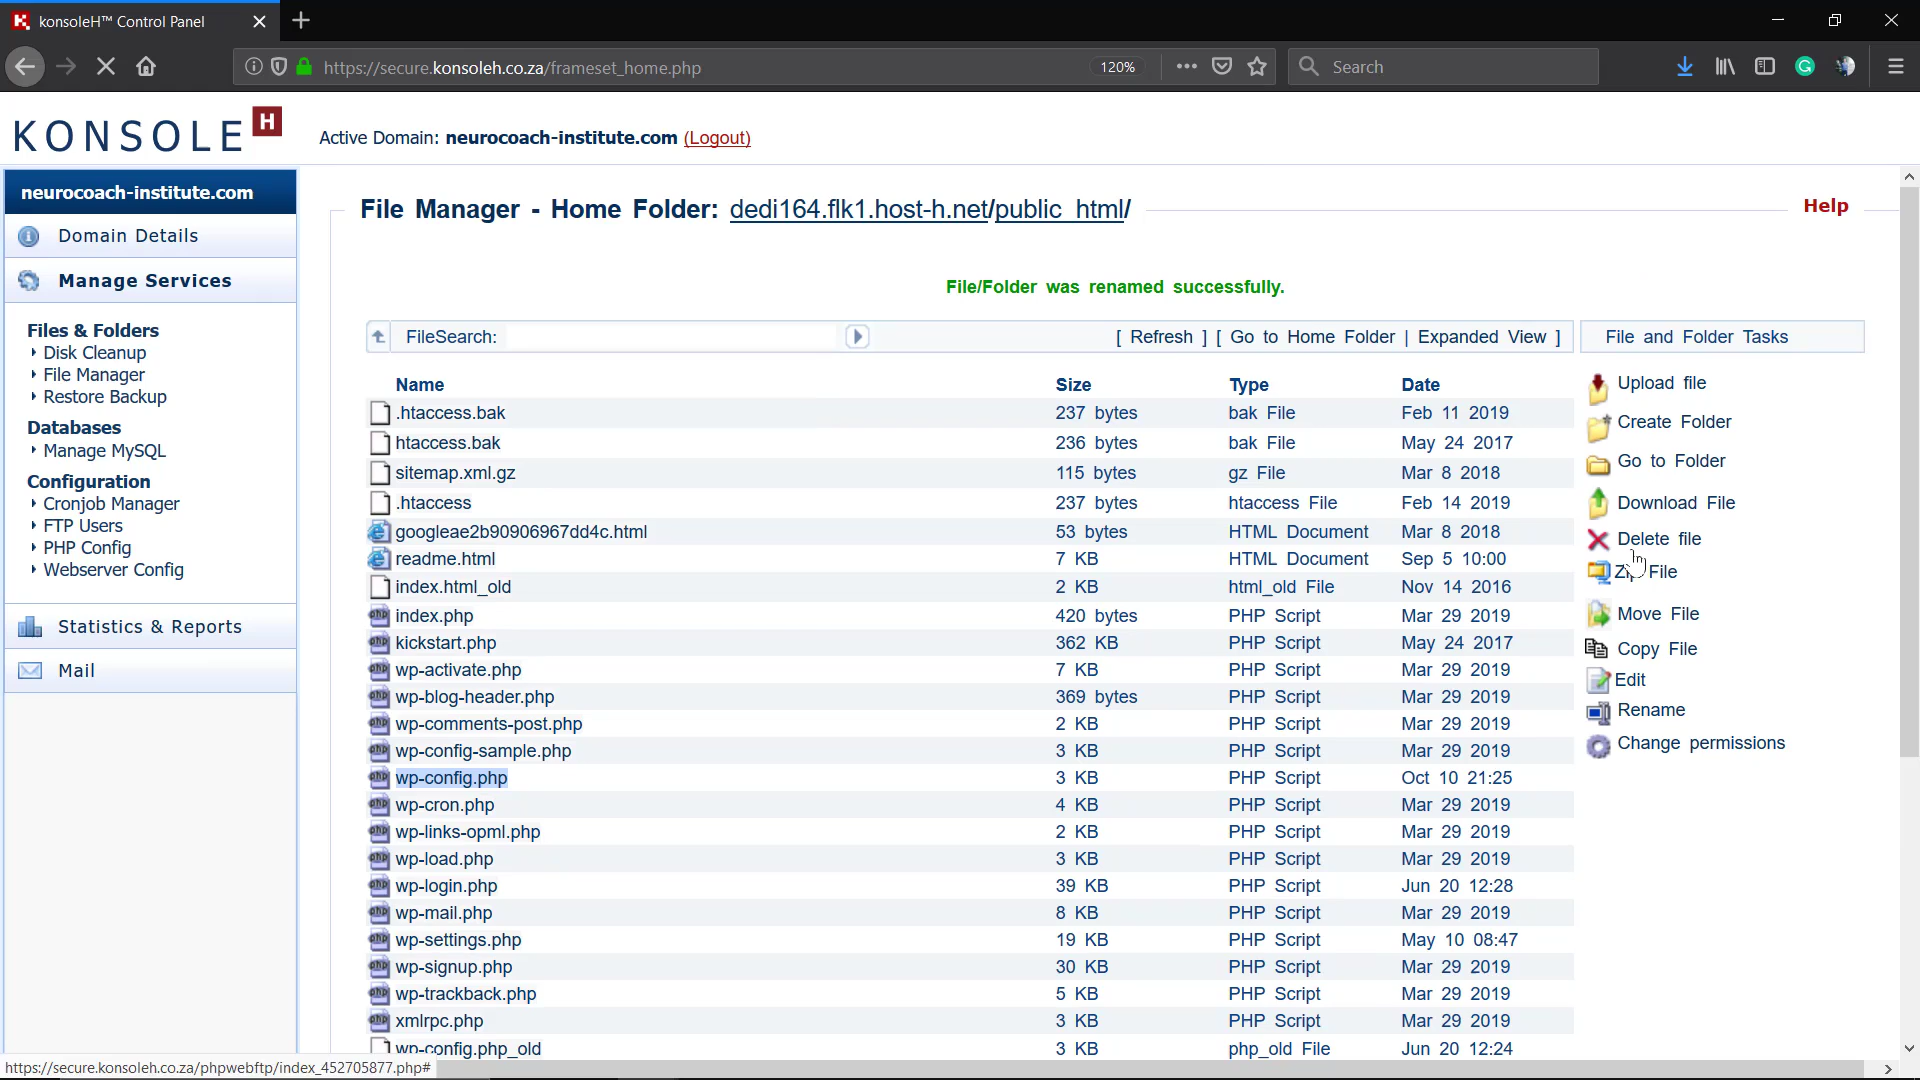 konsoleH™ Control Panel
https://secure.konsoleh.co.za/frameset_home.php
120%
Search
KONSOLE H
Active Domain: neurocoach-institute.com (Logout)
neurocoach-institute.com
Domain Details
Manage Services
Files & Folders
Disk Cleanup
File Manager
Restore Backup
Databases
Manage MySQL
Configuration
Cronjob Manager
FTP Users
PHP Config
Webserver Config
Statistics & Reports
Mail
File Manager - Home Folder: dedi164.flk1.host-h.net/public_html/
Help
File/Folder was renamed successfully.
FileSearch:
[ Refresh ] [ Go to Home Folder | Expanded View ]
Name Size Type Date
.htaccess.bak 237 bytes bak File Feb 11 2019
htaccess.bak 236 bytes bak File May 24 2017
sitemap.xml.gz 115 bytes gz File Mar 8 2018
.htaccess 237 bytes htaccess File Feb 14 2019
googleae2b90906967dd4c.html 53 bytes HTML Document Mar 8 2018
readme.html 7 KB HTML Document Sep 5 10:00
index.html_old 2 KB html_old File Nov 14 2016
index.php 420 bytes PHP Script Mar 29 2019
kickstart.php 362 KB PHP Script May 24 2017
wp-activate.php 7 KB PHP Script Mar 29 2019
wp-blog-header.php 369 bytes PHP Script Mar 29 2019
wp-comments-post.php 2 KB PHP Script Mar 29 2019
wp-config-sample.php 3 KB PHP Script Mar 29 2019
wp-config.php 3 KB PHP Script Oct 10 21:25
wp-cron.php 4 KB PHP Script Mar 29 2019
wp-links-opml.php 2 KB PHP Script Mar 29 2019
wp-load.php 3 KB PHP Script Mar 29 2019
wp-login.php 39 KB PHP Script Jun 20 12:28
wp-mail.php 8 KB PHP Script Mar 29 2019
wp-settings.php 19 KB PHP Script May 10 08:47
wp-signup.php 30 KB PHP Script Mar 29 2019
wp-trackback.php 5 KB PHP Script Mar 29 2019
xmlrpc.php 3 KB PHP Script Mar 29 2019
wp-config.php_old 3 KB php_old File Jun 20 12:24
File and Folder Tasks
Upload file
Create Folder
Go to Folder
Download File
Delete file
Zip File
Move File
Copy File
Edit
Rename
Change permissions
https://secure.konsoleh.co.za/phpwebftp/index_452705877.php#